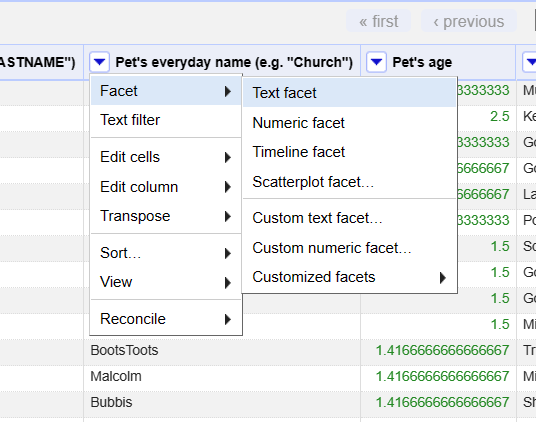 « first ‹ previous
ASTNAME") Pet's everyday name (e.g. "Church") Pet's age
Facet Text facet 3333333 Mu
Text filter Numeric facet 2.5 Ke
Timeline facet 3333333 Go
Edit cells Scatterplot facet… 6666667 Go
Edit column 6666667 La
Transpose Custom text facet… 3333333 Po
Sort… Custom numeric facet… 1.5 Sc
View Customized facets 1.5 Go
1.5 Go
Reconcile 1.5 Mi
BootsToots 1.4166666666666667 Tr
Malcolm 1.4166666666666667 Mi
Bubbis 1.4166666666666667 Sh